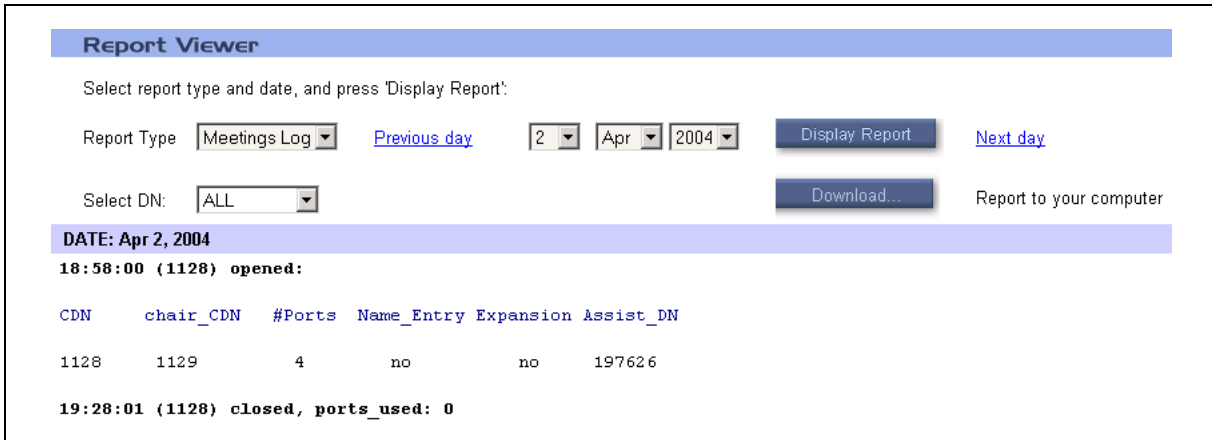 Report Viewer
Select report type and date, and press 'Display Report':
Report Type Meetings Log Previous day 2 Apr 2004 Display Report Next day
Select DN: ALL Download... Report to your computer
DATE: Apr 2, 2004
18:58:00 (1128) opened:
CDN chair_CDN #Ports Name_Entry Expansion Assist_DN
1128 1129 4 no no 197626
19:28:01 (1128) closed, ports_used: 0